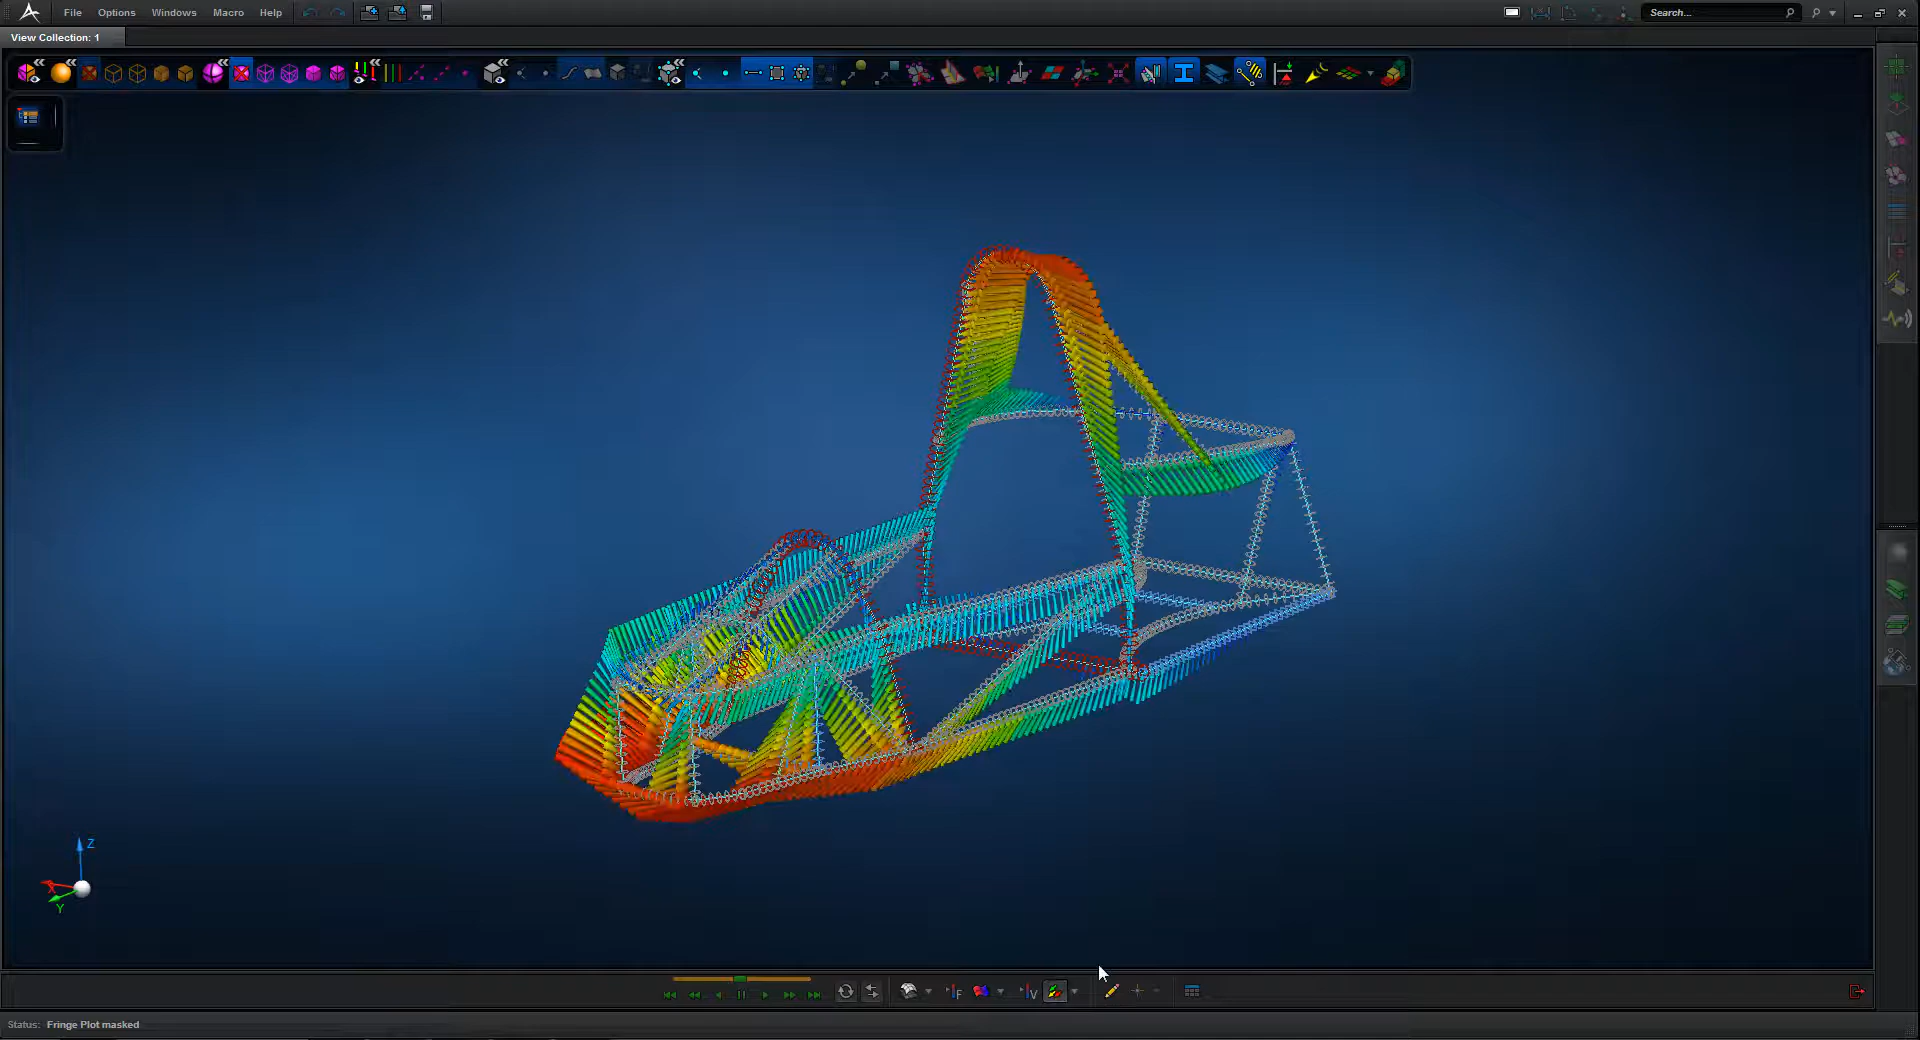 File Options Windows Macro Help Search...
View Collection: 1
Z
X
Y
F V
Status: Fringe Plot masked